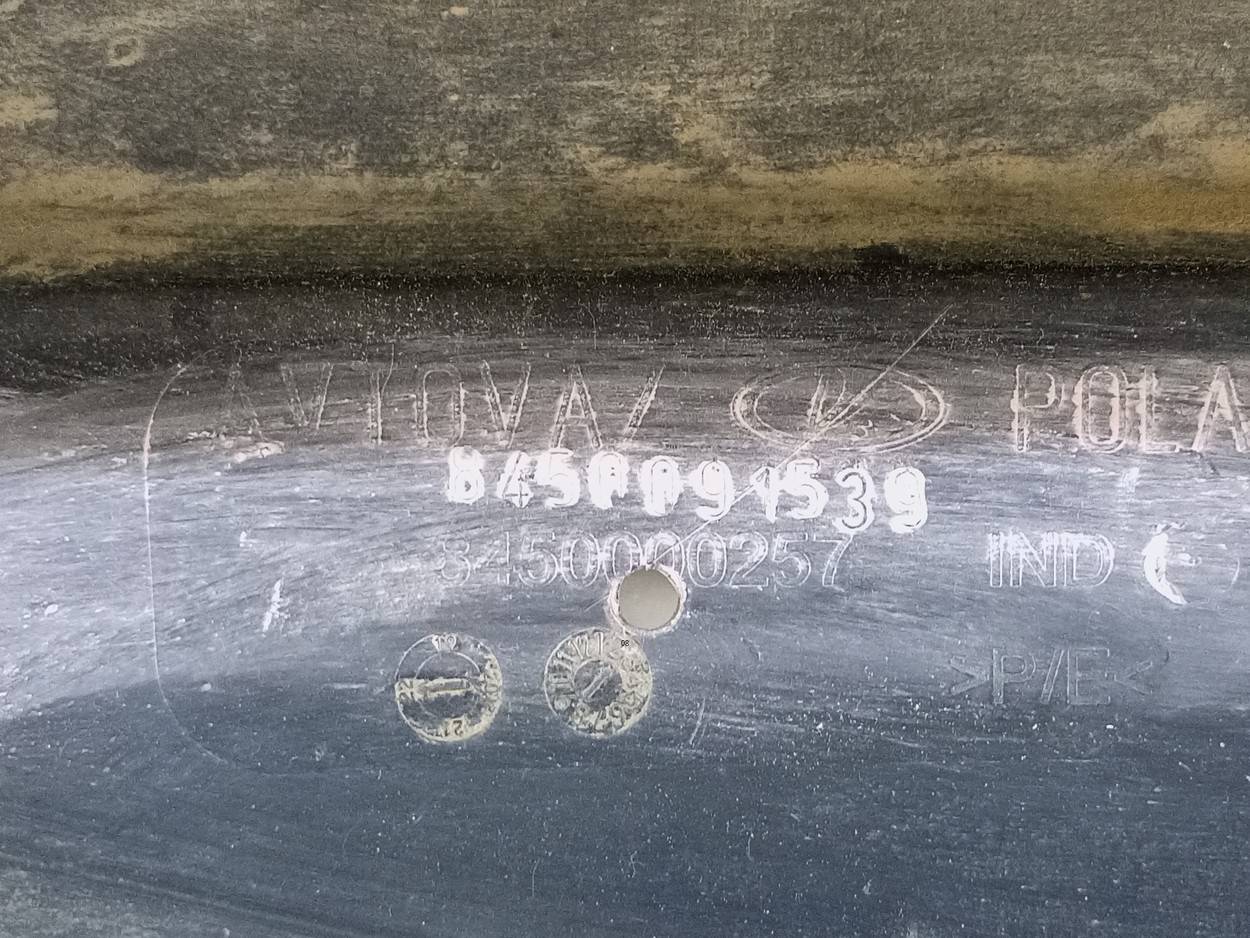 AVTOVAZ POLA
8450091539
8450000257 IND
>P/E<